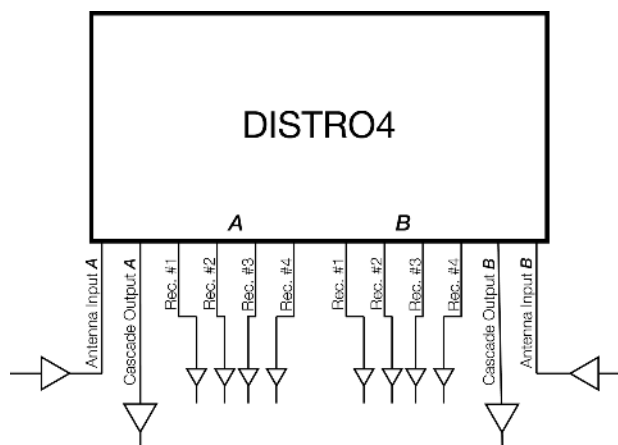 DISTRO4
A
B
Antenna Input A
Cascade Output A
Rec. #1
Rec. #2
Rec. #3
Rec. #4
Rec. #1
Rec. #2
Rec. #3
Rec. #4
Cascade Output B
Antenna Input B